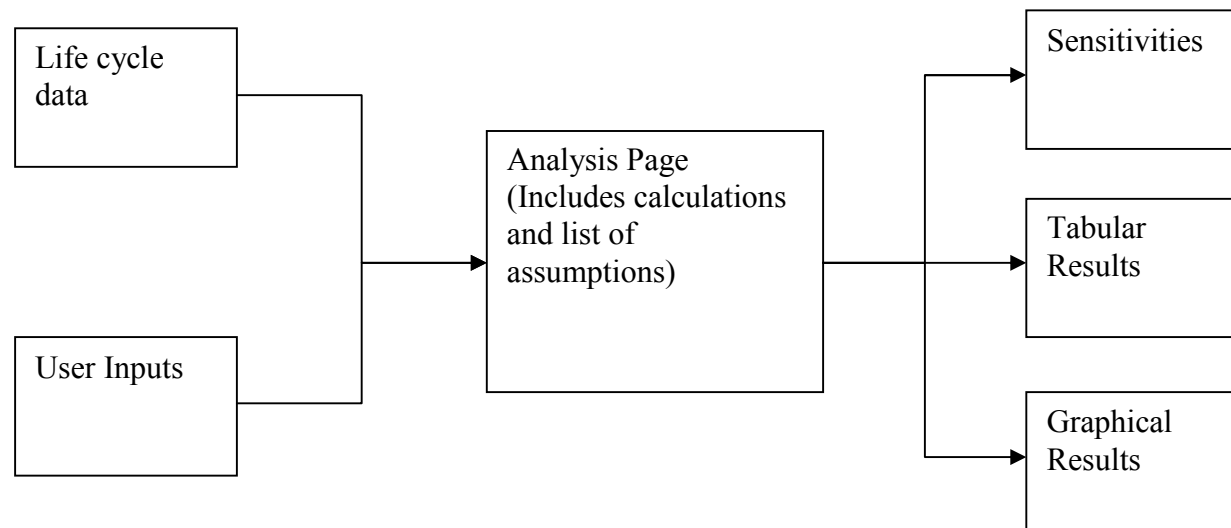 Life cycle
data
User Inputs
Analysis Page
(Includes calculations
and list of
assumptions)
Sensitivities
Tabular
Results
Graphical
Results